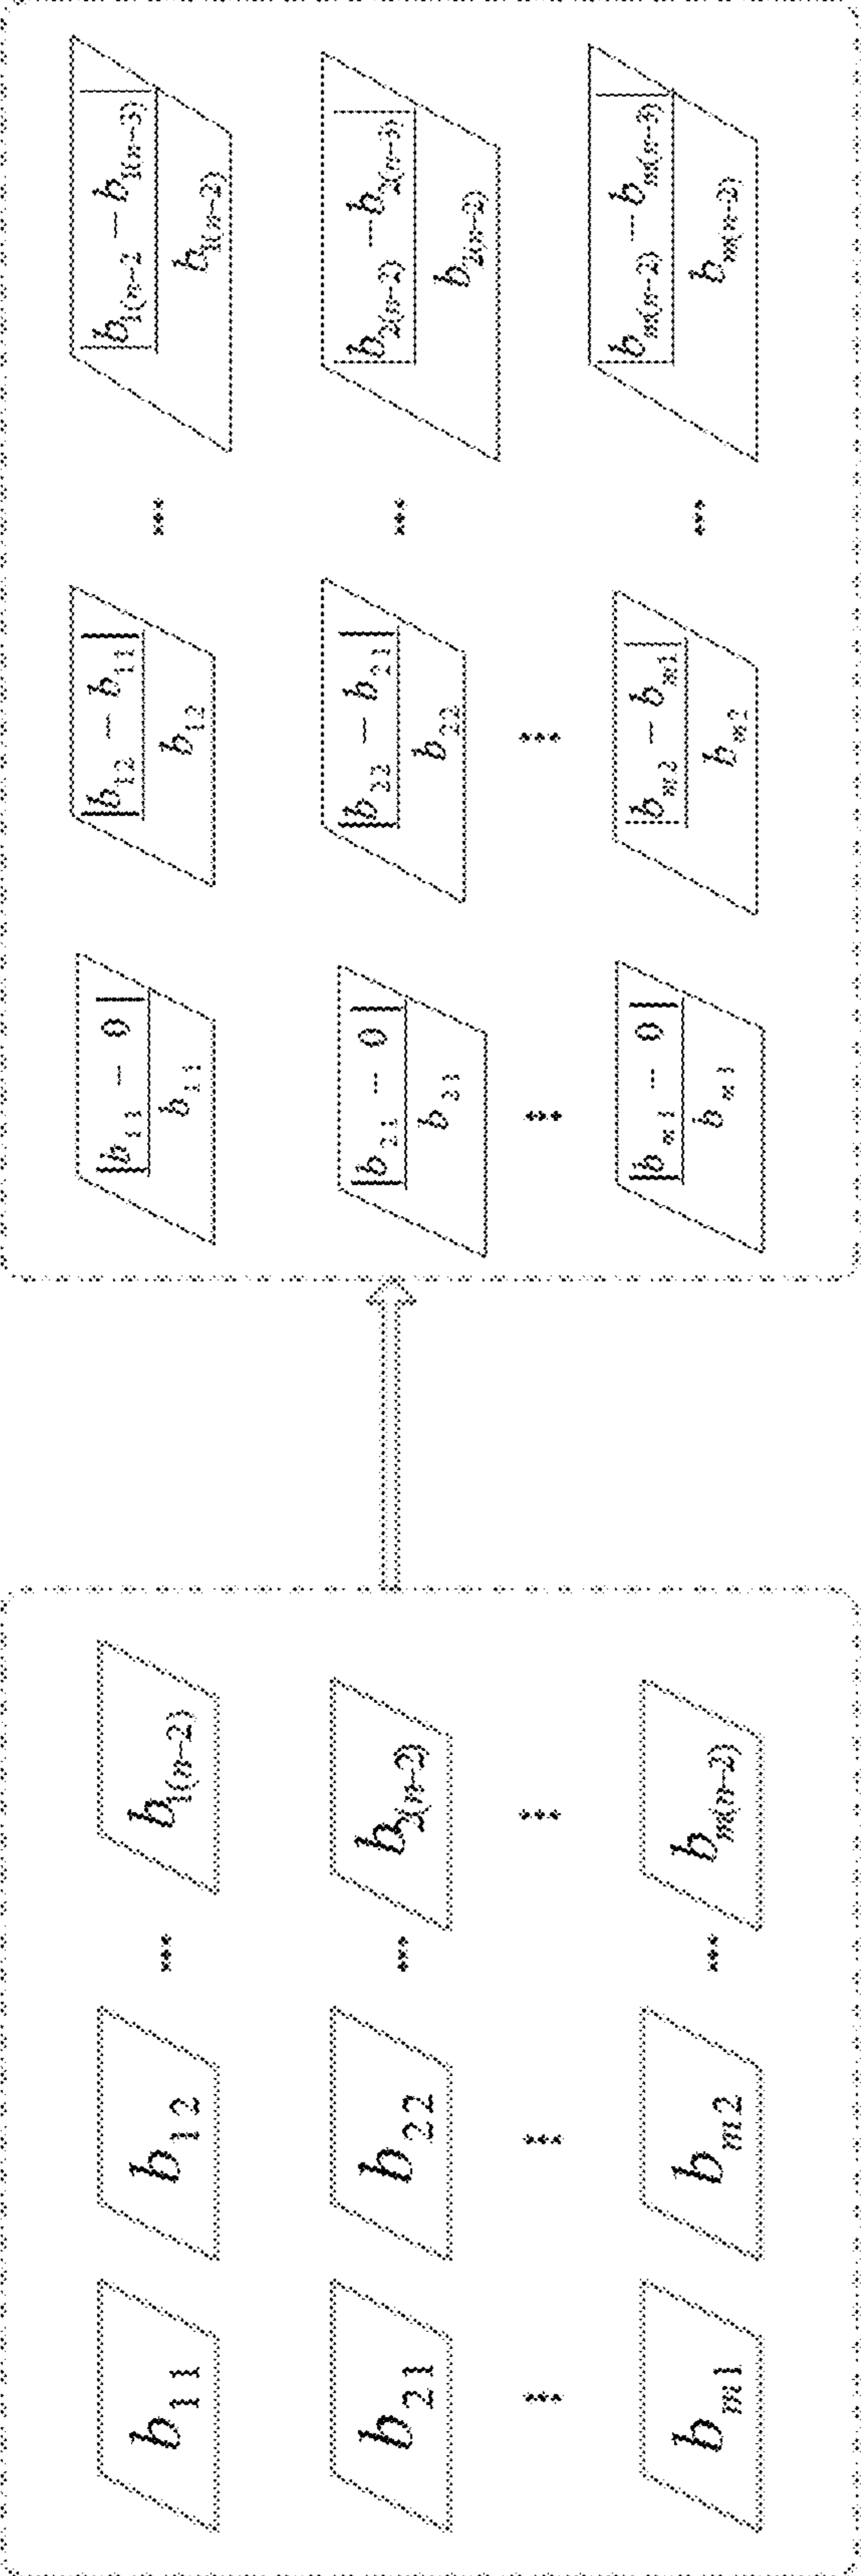 b11 b12 ... b1(n−2)
b21 b22 ... b2(n−2)
⋮ ⋮ ⋮
bm1 bm2 ... bm(n−2)
|b11 − 0| |b12 − b11| ... |b1(n−2 − b1(n−3)|
b11 b12 b1(n−2)
|b21 − 0| |b22 − b21| ... |b2(n−2) − b2(n−3)|
b21 b22 b2(n−2)
⋮ ⋮
|bm1 − 0| |bm2 − bm1| ... |bm(n−2) − bm(n−3)|
bm1 bm2 bm(n−2)